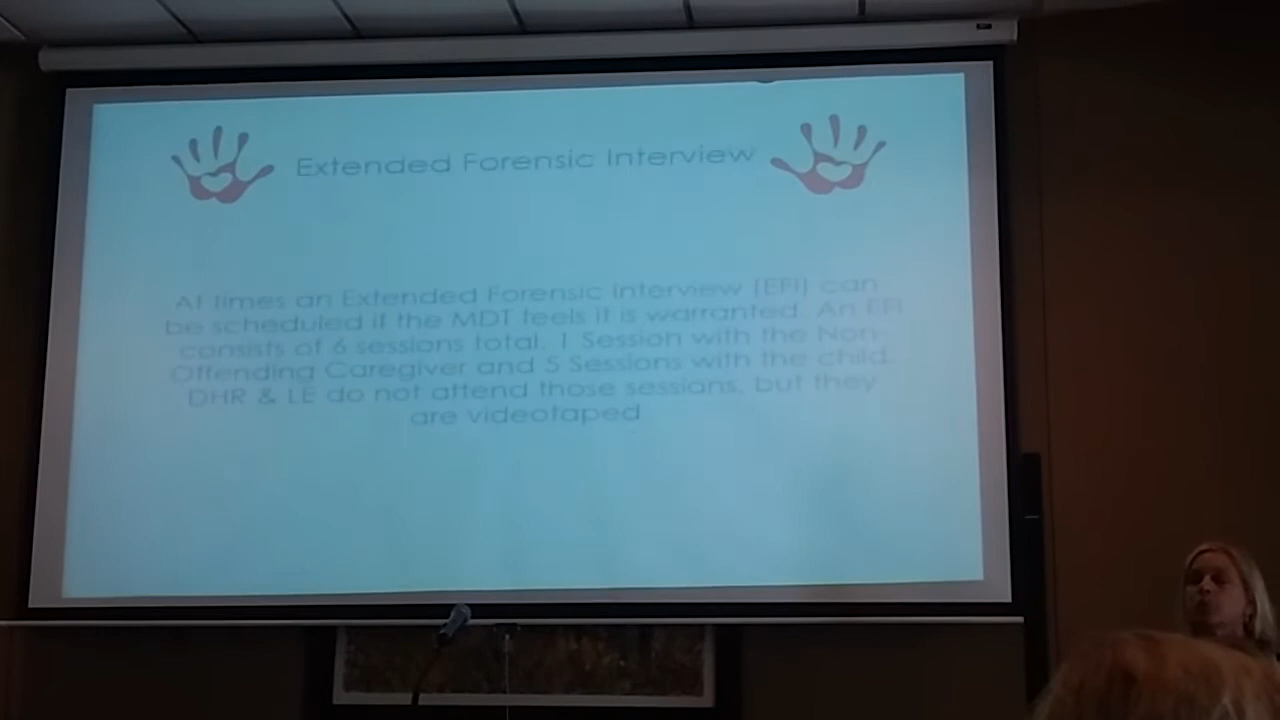 Extended Forensic Interview
At times an Extended Forensic Interview (EFI) can
be scheduled if the MDT feels it is warranted. An EFI
consists of 6 sessions total. 1 Session with the Non-
Offending Caregiver and 5 Sessions with the child.
DHR & LE do not attend those sessions, but they
are videotaped